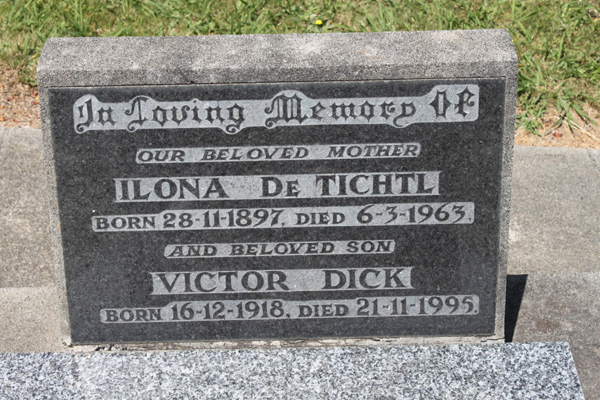 In Loving Memory Of
OUR BELOVED MOTHER
ILONA DE TICHTL
BORN 28-11-1897, DIED 6-3-1963.
AND BELOVED SON
VICTOR DICK
BORN 16-12-1918, DIED 21-11-1995.